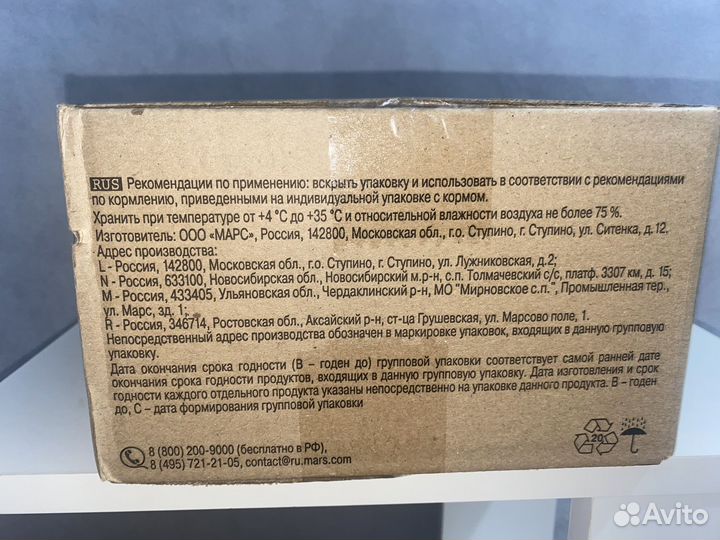 RUS Рекомендации по применению: вскрыть упаковку и использовать в соответствии с рекомендациями
по кормлению, приведенными на индивидуальной упаковке с кормом.
Хранить при температуре от +4 °C до +35 °C и относительной влажности воздуха не более 75 %.
Изготовитель: ООО «МАРС», Россия, 142800, Московская обл., г.о. Ступино, г. Ступино, ул. Ситенка, д.12.
Адрес производства:
L - Россия, 142800, Московская обл., г.о. Ступино, г. Ступино, ул. Лужниковская, д.2;
N - Россия, 633100, Новосибирская обл., Новосибирский м.р-н, с.п. Толмачевский с/с, платф. 3307 км, д. 15;
M - Россия, 433405, Ульяновская обл., Чердаклинский р-н, МО "Мирновское с.п.", Промышленная тер.,
ул. Марс, зд. 1;
R - Россия, 346714, Ростовская обл., Аксайский р-н, ст-ца Грушевская, ул. Марсово поле, 1.
Непосредственный адрес производства обозначен в маркировке упаковок, входящих в данную групповую
упаковку.
Дата окончания срока годности (В – годен до) групповой упаковки соответствует самой ранней дате
окончания срока годности продуктов, входящих в данную групповую упаковку. Дата изготовления и срок
годности каждого отдельного продукта указаны непосредственно на упаковке данного продукта. В – годен
до, С – дата формирования групповой упаковки
8 (800) 200-9000 (бесплатно в РФ),
8 (495) 721-21-05, contact@ru.mars.com
20
Avito